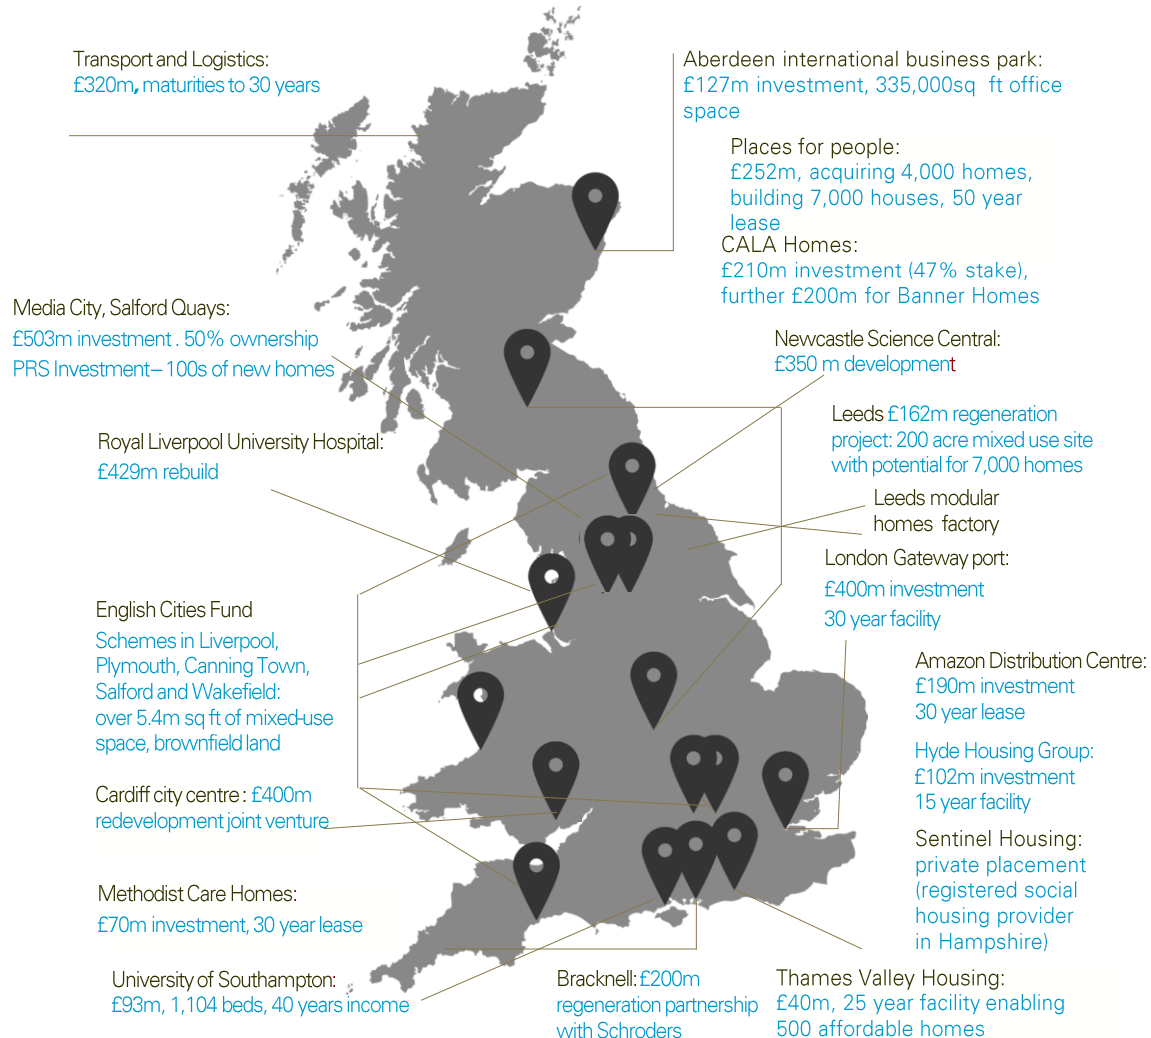 Transport and Logistics:
£320m, maturities to 30 years
Aberdeen international business park:
£127m investment, 335,000sq ft office
space
Places for people:
£252m, acquiring 4,000 homes,
building 7,000 houses, 50 year
lease
CALA Homes:
£210m investment (47% stake),
further £200m for Banner Homes
Media City, Salford Quays:
£503m investment . 50% ownership
PRS Investment – 100s of new homes
Newcastle Science Central:
£350 m development
Leeds £162m regeneration
project: 200 acre mixed use site
with potential for 7,000 homes
Royal Liverpool University Hospital:
£429m rebuild
Leeds modular
homes factory
London Gateway port:
£400m investment
30 year facility
English Cities Fund
Schemes in Liverpool,
Plymouth, Canning Town,
Salford and Wakefield:
over 5.4m sq ft of mixed-use
space, brownfield land
Amazon Distribution Centre:
£190m investment
30 year lease
Hyde Housing Group:
£102m investment
15 year facility
Cardiff city centre : £400m
redevelopment joint venture
Sentinel Housing:
private placement
(registered social
housing provider
in Hampshire)
Methodist Care Homes:
£70m investment, 30 year lease
University of Southampton:
£93m, 1,104 beds, 40 years income
Bracknell: £200m
regeneration partnership
with Schroders
Thames Valley Housing:
£40m, 25 year facility enabling
500 affordable homes